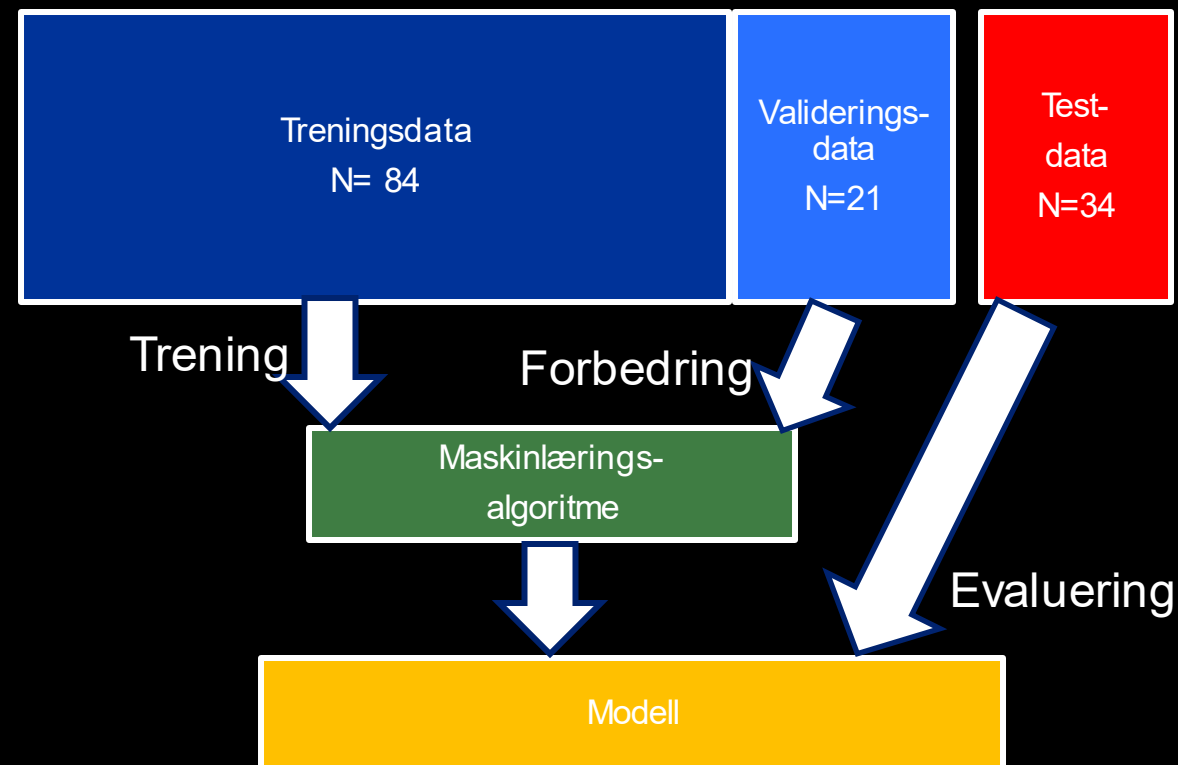 Treningsdata
N= 84
Validerings-
data
N=21
Test-
data
N=34
Trening
Forbedring
Maskinlærings-
algoritme
Evaluering
Modell